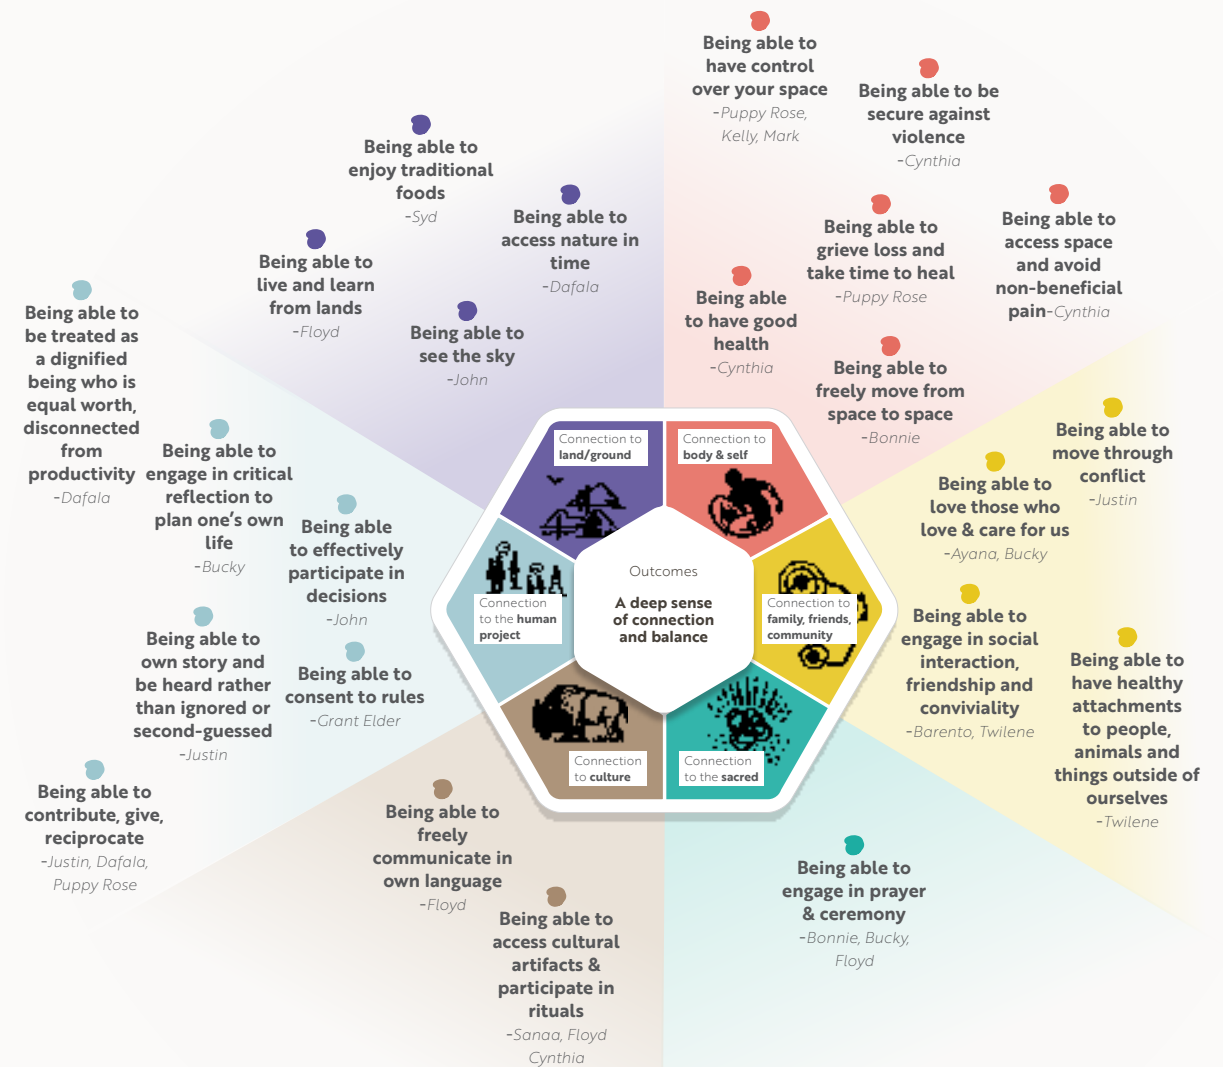 Being able to
have control
over your space
-Puppy Rose,
Kelly, Mark
Being able to be
secure against
violence
-Cynthia
Being able to
enjoy traditional
foods
-Syd
Being able to
access nature in
time
-Dafala
Being able to
live and learn
from lands
-Floyd
Being able to
see the sky
-John
Being able to
grieve loss and
take time to heal
-Puppy Rose
Being able to
access space
and avoid
non-beneficial
pain-Cynthia
Being able
to have good
health
-Cynthia
Being able to
freely move from
space to space
-Bonnie
Being able to
be treated as
a dignified
being who is
equal worth,
disconnected
from
productivity
-Dafala
Being able to
engage in critical
reflection to
plan one's own
life
-Bucky
Being able
to effectively
participate in
decisions
-John
Being able to
own story and
be heard rather
than ignored or
second-guessed
-Justin
Being able to
consent to rules
-Grant Elder
Being able to
contribute, give,
reciprocate
-Justin, Dafala,
Puppy Rose
Connection to
land/ground
Connection to
body & self
Connection
to the human
project
Outcomes
A deep sense
of connection
and balance
Connection to
family, friends,
community
Connection
to culture
Connection
to the sacred
Being able to
move through
conflict
-Justin
Being able to
love those who
love & care for us
-Ayana, Bucky
Being able to
engage in social
interaction,
friendship and
conviviality
-Barento, Twilene
Being able to
have healthy
attachments
to people,
animals and
things outside of
ourselves
-Twilene
Being able to
freely
communicate in
own language
-Floyd
Being able to
access cultural
artifacts &
participate in
rituals
-Sanaa, Floyd
Cynthia
Being able to
engage in prayer
& ceremony
-Bonnie, Bucky,
Floyd